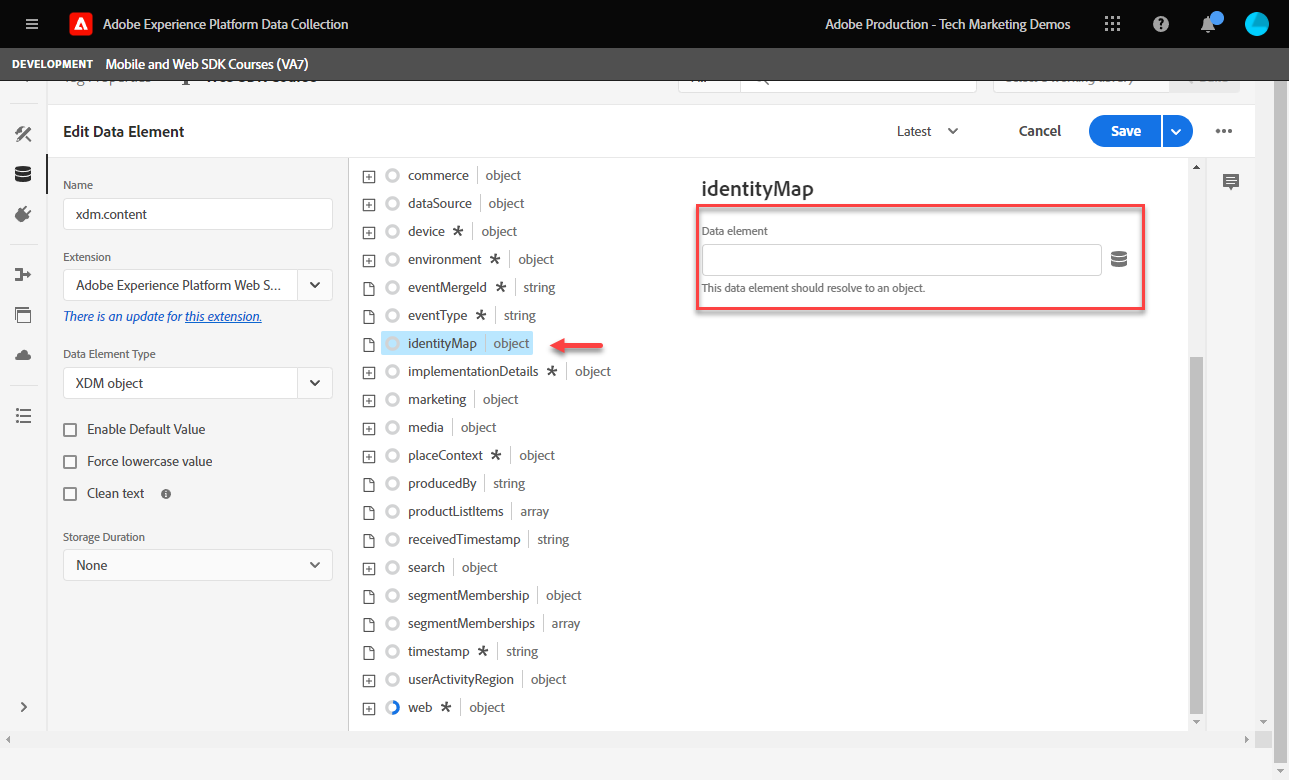 Adobe Experience Platform Data Collection
Adobe Production - Tech Marketing Demos
DEVELOPMENT Mobile and Web SDK Courses (VA7)
Edit Data Element
Latest
Cancel
Save
Name
xdm.content
Extension
Adobe Experience Platform Web S...
There is an update for this extension.
Data Element Type
XDM object
Enable Default Value
Force lowercase value
Clean text
Storage Duration
None
commerce object
dataSource object
device * object
environment * object
eventMergeId * string
eventType * string
identityMap object
implementationDetails * object
marketing object
media object
placeContext * object
producedBy string
productListItems array
receivedTimestamp string
search object
segmentMembership object
segmentMemberships array
timestamp * string
userActivityRegion object
web * object
identityMap
Data element
This data element should resolve to an object.